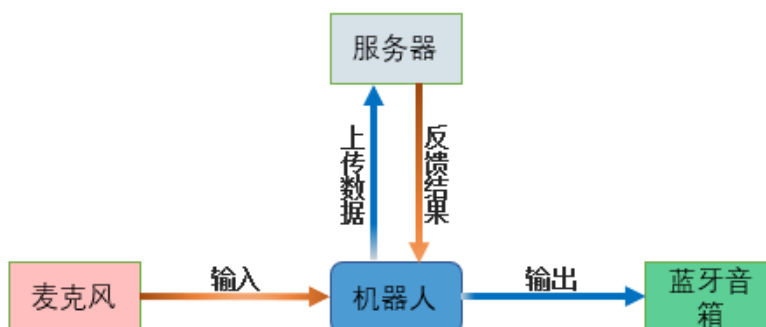 服务器
上传数据
反馈结果
麦克风
输入
机器人
输出
蓝牙音
箱